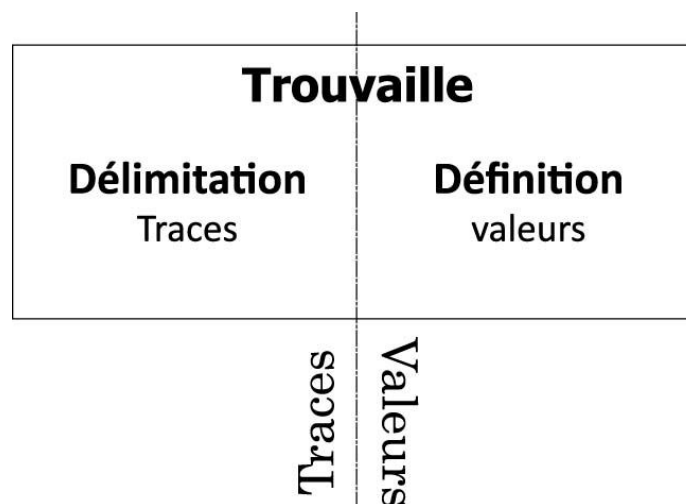 Trouvaille
Délimitation
Traces
Définition
valeurs
Traces
Valeurs